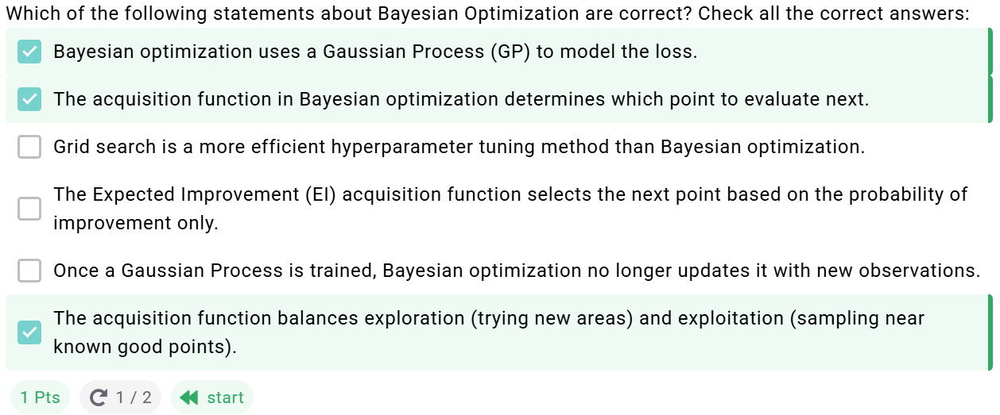 Which of the following statements about Bayesian Optimization are correct? Check all the correct answers:
Bayesian optimization uses a Gaussian Process (GP) to model the loss.
The acquisition function in Bayesian optimization determines which point to evaluate next.
Grid search is a more efficient hyperparameter tuning method than Bayesian optimization.
The Expected Improvement (EI) acquisition function selects the next point based on the probability of
improvement only.
Once a Gaussian Process is trained, Bayesian optimization no longer updates it with new observations.
The acquisition function balances exploration (trying new areas) and exploitation (sampling near
known good points).
1 Pts 1 / 2 start